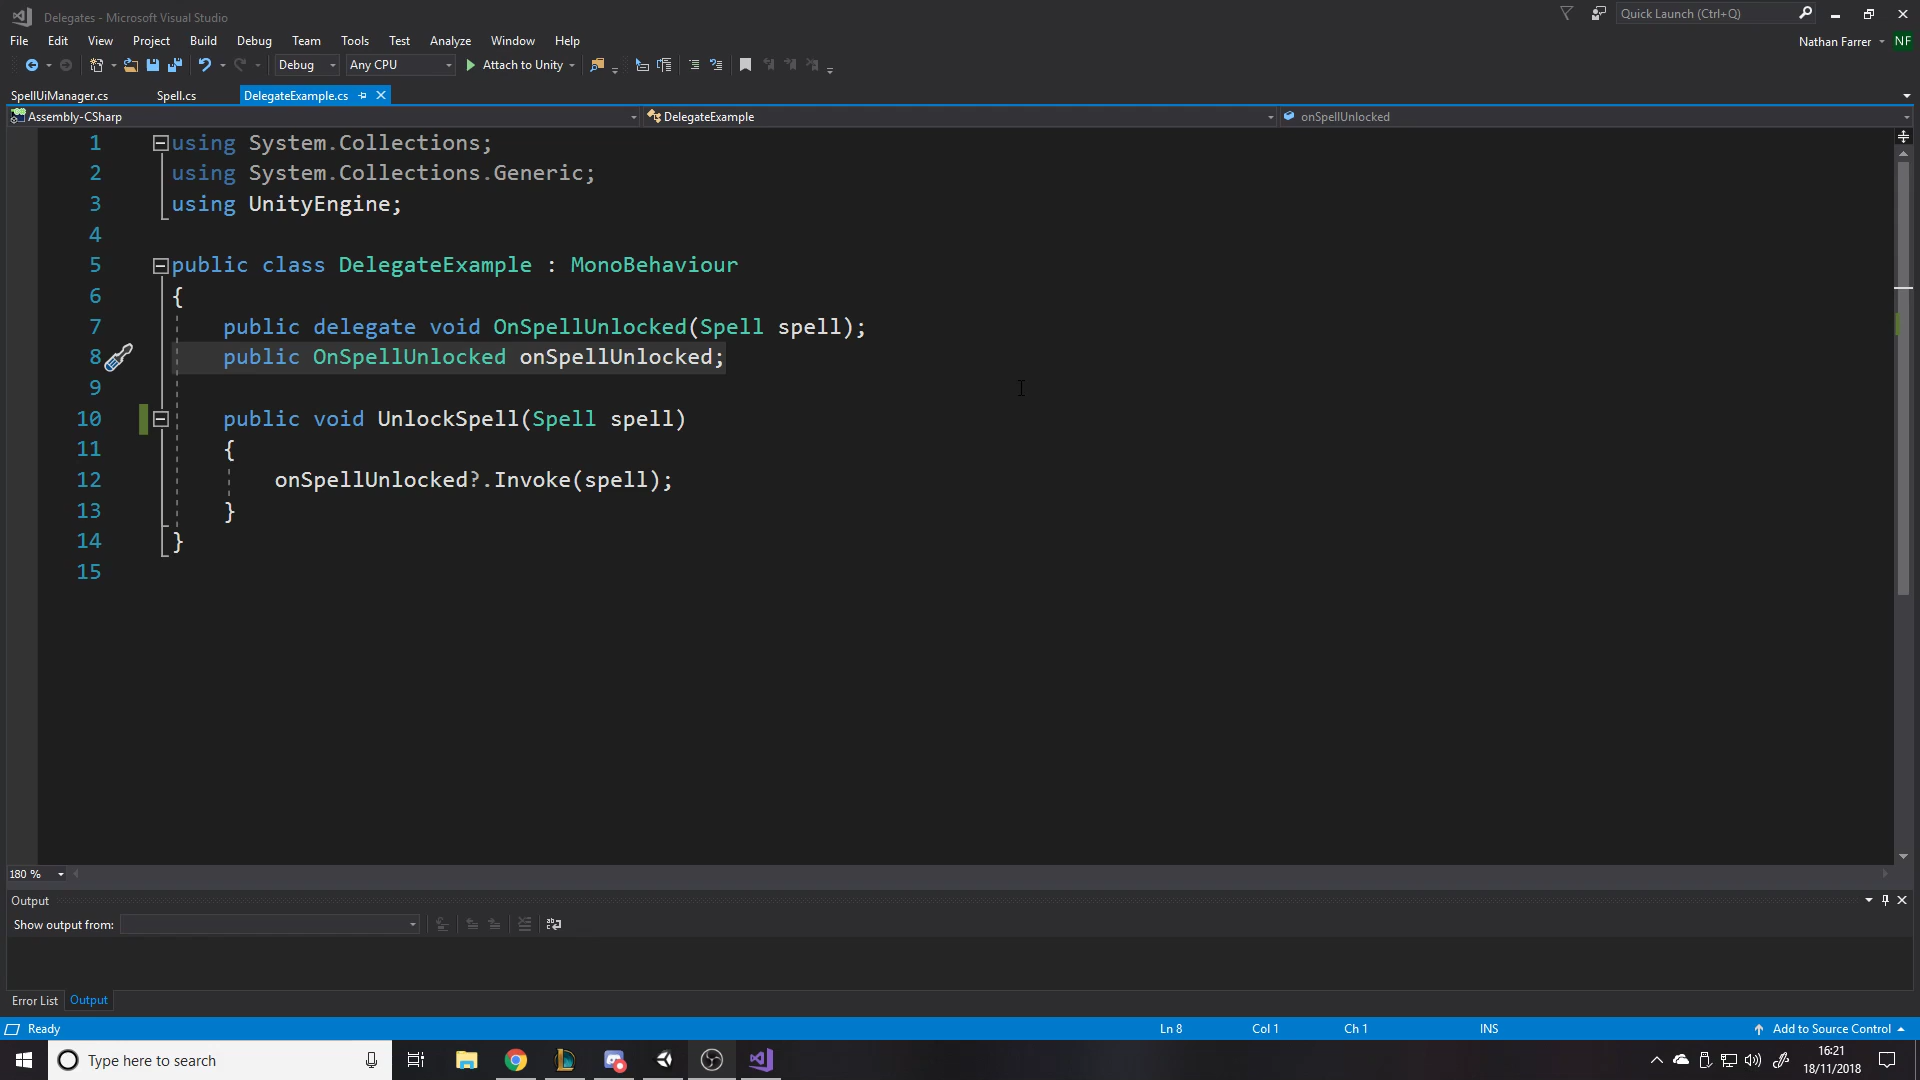 Delegates - Microsoft Visual Studio
Quick Launch (Ctrl+Q)
File Edit View Project Build Debug Team Tools Test Analyze Window Help
Nathan Farrer
NF
Debug
Any CPU
Attach to Unity
SpellUiManager.cs
Spell.cs
DelegateExample.cs
Assembly-CSharp
DelegateExample
onSpellUnlocked
1 using System.Collections;
2 using System.Collections.Generic;
3 using UnityEngine;
4
5 public class DelegateExample : MonoBehaviour
6 {
7 public delegate void OnSpellUnlocked(Spell spell);
8 public OnSpellUnlocked onSpellUnlocked;
9
10 public void UnlockSpell(Spell spell)
11 {
12 onSpellUnlocked?.Invoke(spell);
13 }
14 }
15
180 %
Output
Show output from:
Error List
Output
Ready
Ln 8
Col 1
Ch 1
INS
Add to Source Control
Type here to search
16:21
18/11/2018